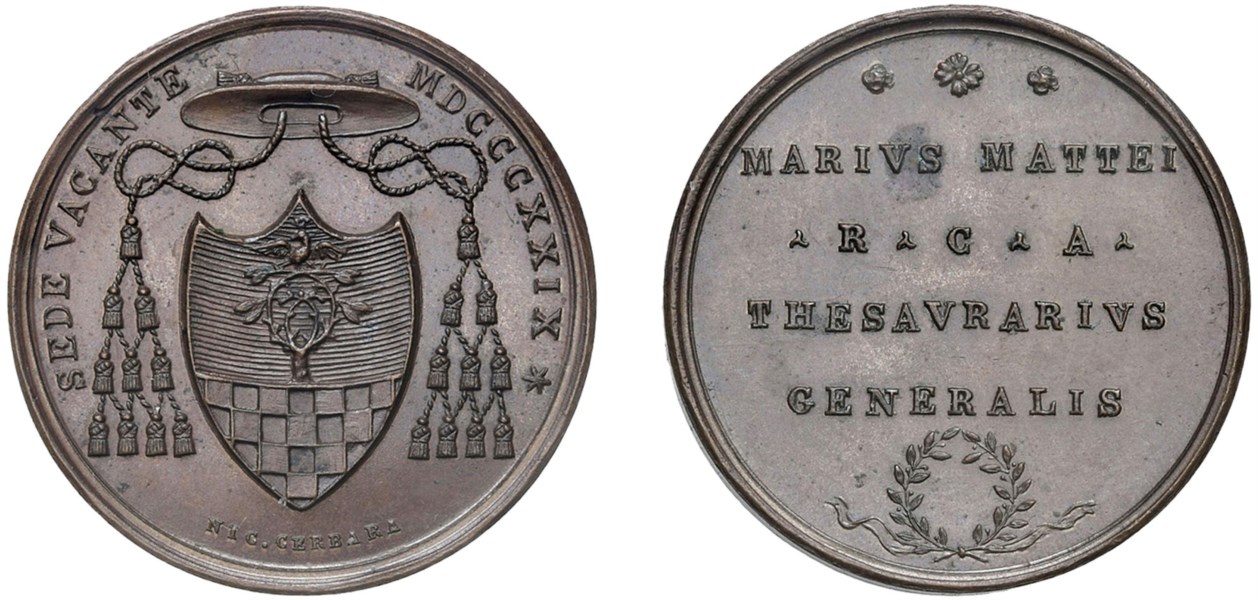 SEDE VACANTE MDCCCXXIX *
NIC. CERBARA
MARIVS MATTEI
R C A
THESAVRARIVS
GENERALIS